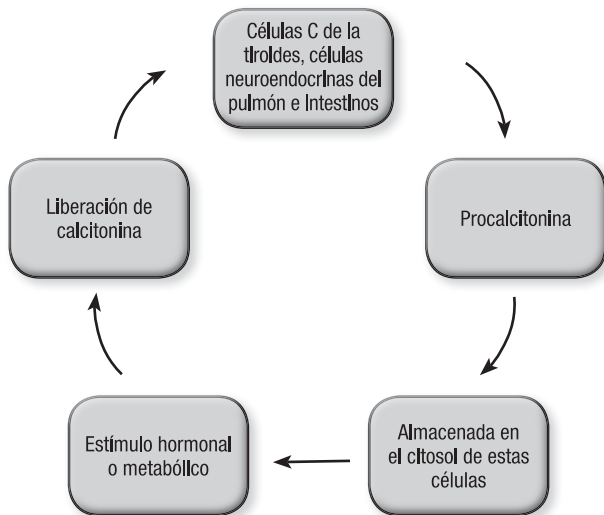 Células C de la
tiroides, células
neuroendocrinas del
pulmón e intestinos
Procalcitonina
Almacenada en
el citosol de estas
células
Estímulo hormonal
o metabólico
Liberación de
calcitonina